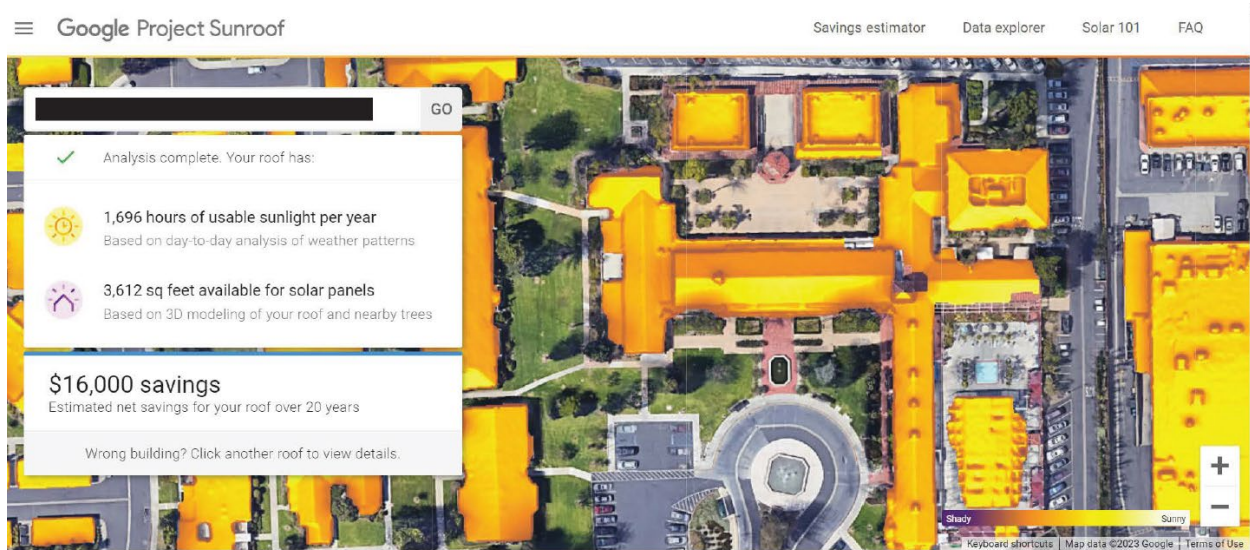 Google Project Sunroof
Savings estimator
Data explorer
Solar 101
FAQ
GO
Analysis complete. Your roof has:
1,696 hours of usable sunlight per year
Based on day-to-day analysis of weather patterns
3,612 sq feet available for solar panels
Based on 3D modeling of your roof and nearby trees
$16,000 savings
Estimated net savings for your roof over 20 years
Wrong building? Click another roof to view details.
Shady
Sunny
Keyboard shortcuts
Map data ©2023 Google
Terms of Use